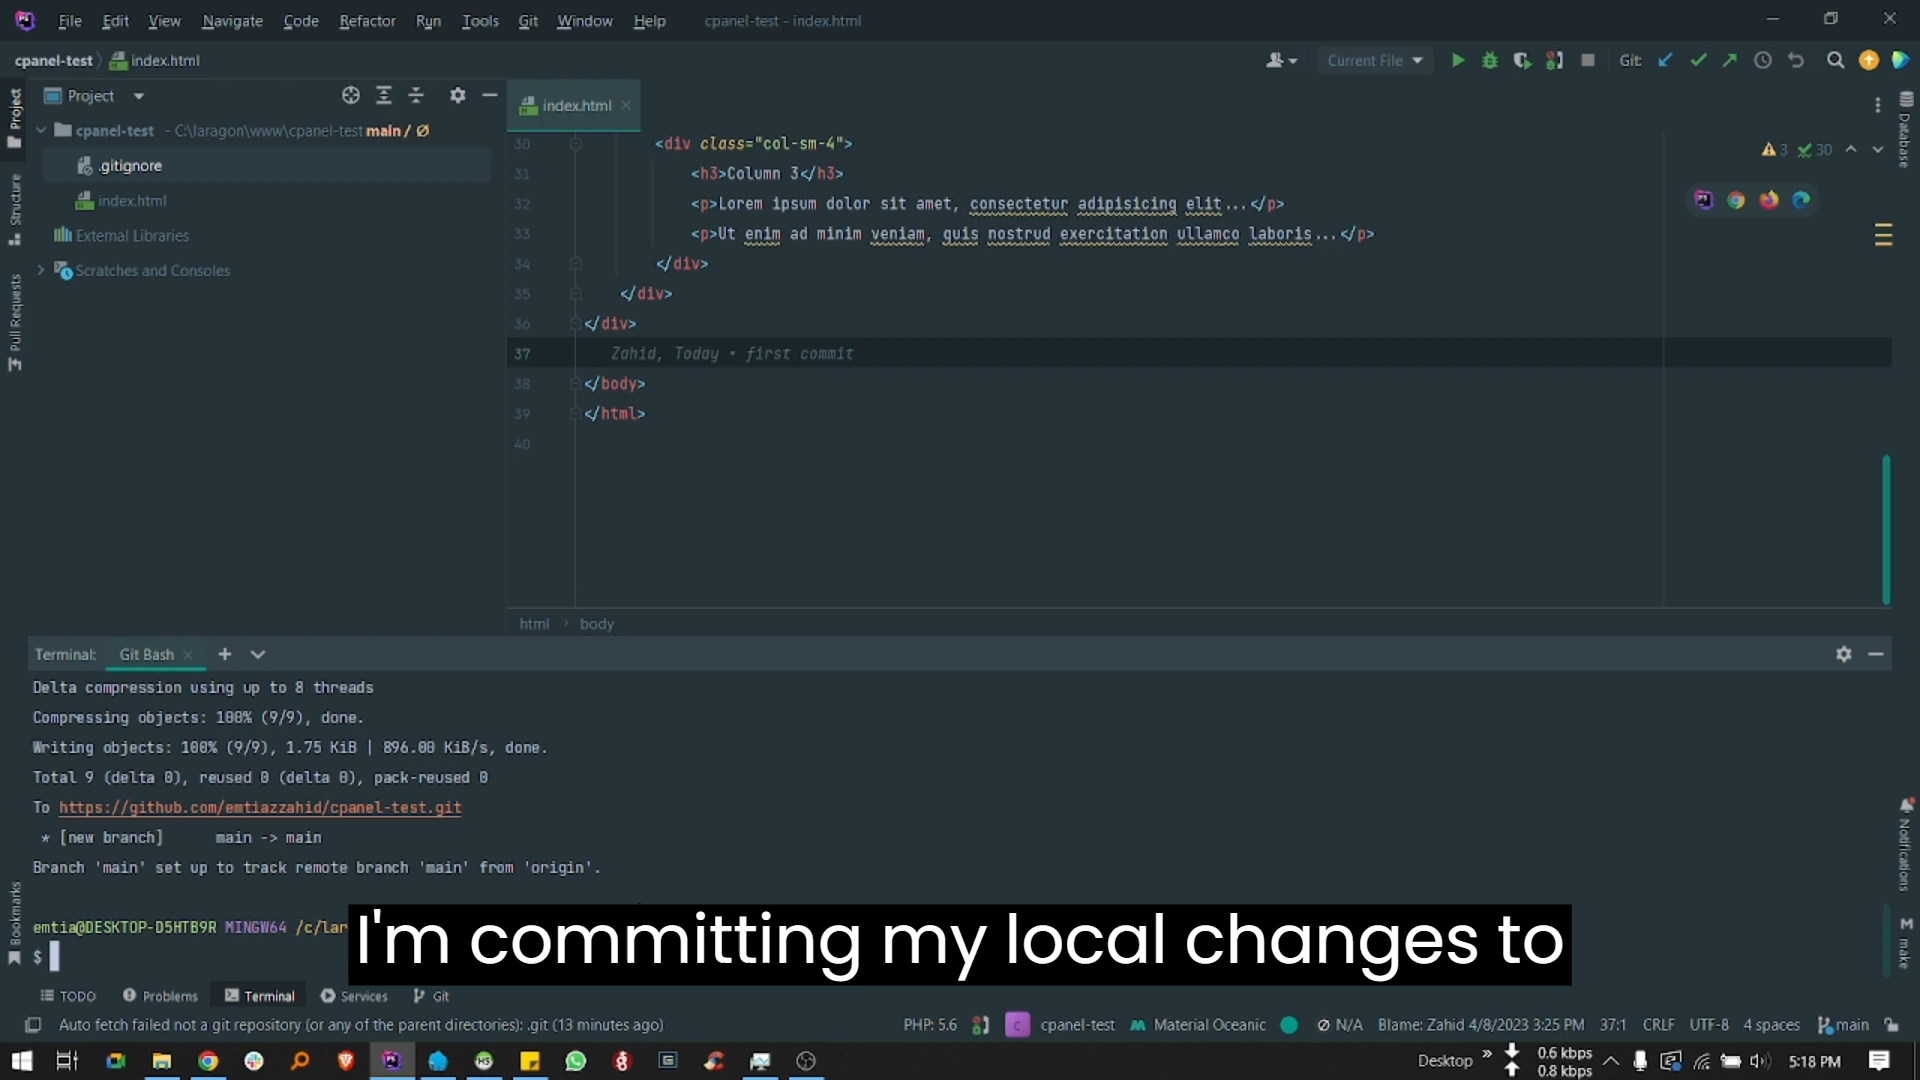 File Edit View Navigate Code Refactor Run Tools Git Window Help cpanel-test - index.html
cpanel-test index.html Current File Git:
Project
Project index.html
cpanel-test - C:\laragon\www\cpanel-test main / Ø
.gitignore
index.html
External Libraries
Scratches and Consoles
Structure
Pull Requests
Bookmarks
3 30
30 <div class="col-sm-4">
31 <h3>Column 3</h3>
32 <p>Lorem ipsum dolor sit amet, consectetur adipisicing elit...</p>
33 <p>Ut enim ad minim veniam, quis nostrud exercitation ullamco laboris...</p>
34 </div>
35 </div>
36 </div>
37 Zahid, Today • first commit
38 </body>
39 </html>
40
html › body
Database
Notifications
make
Terminal: Git Bash
Delta compression using up to 8 threads
Compressing objects: 100% (9/9), done.
Writing objects: 100% (9/9), 1.75 KiB | 896.00 KiB/s, done.
Total 9 (delta 0), reused 0 (delta 0), pack-reused 0
To https://github.com/emtiazzahid/cpanel-test.git
* [new branch] main -> main
Branch 'main' set up to track remote branch 'main' from 'origin'.
emtia@DESKTOP-D5HTB9R MINGW64 /c/lar
$
I'm committing my local changes to
TODO Problems Terminal Services Git
Auto fetch failed not a git repository (or any of the parent directories): .git (13 minutes ago) PHP: 5.6 C cpanel-test Material Oceanic Ø N/A Blame: Zahid 4/8/2023 3:25 PM 37:1 CRLF UTF-8 4 spaces main
Desktop » 0.6 kbps
0.8 kbps
5:18 PM